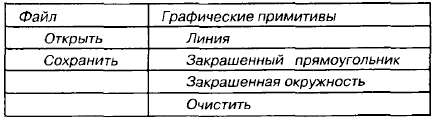 Файл Графические примитивы
Открыть Линия
Сохранить Закрашенный прямоугольник
Закрашенная окружность
Очистить